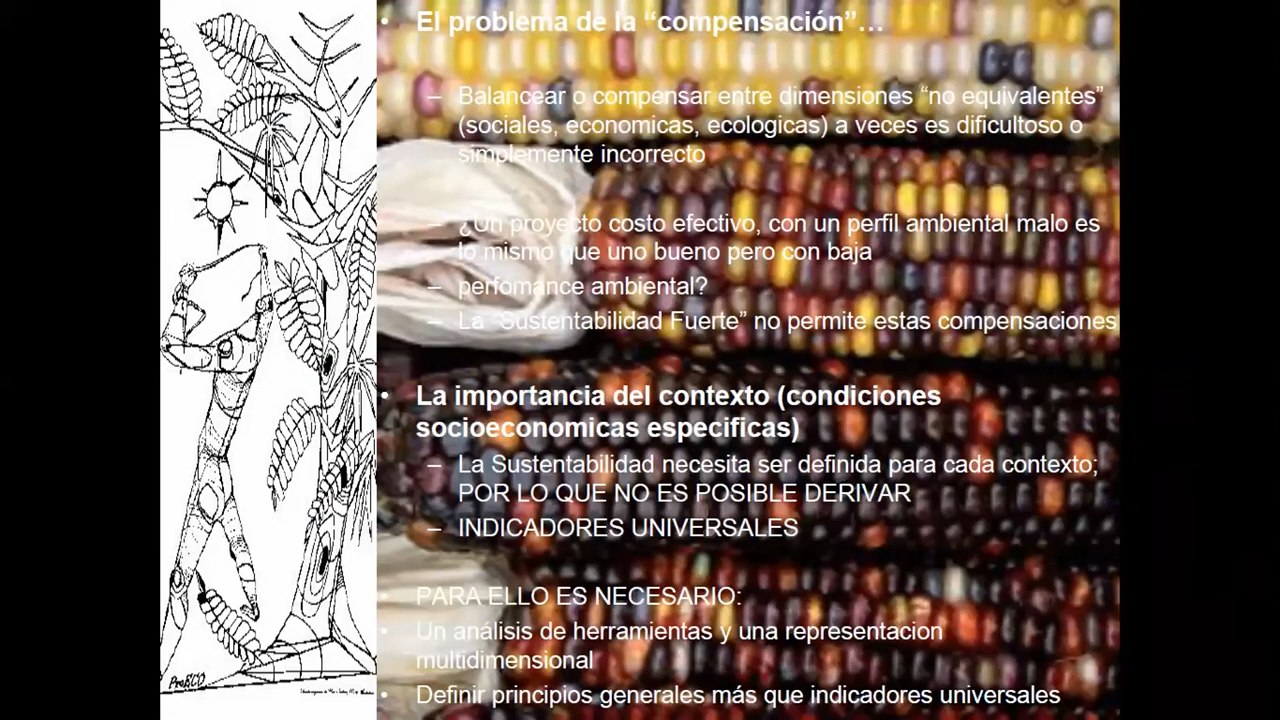 El problema de la “compensación”…
– Balancear o compensar entre dimensiones “no equivalentes”
(sociales, economicas, ecologicas) a veces es dificultoso o
simplemente incorrecto
– ¿Un proyecto costo efectivo, con un perfil ambiental malo es
lo mismo que uno bueno pero con baja
– perfomance ambiental?
– La “Sustentabilidad Fuerte” no permite estas compensaciones
• La importancia del contexto (condiciones
socioeconomicas especificas)
– La Sustentabilidad necesita ser definida para cada contexto;
POR LO QUE NO ES POSIBLE DERIVAR
– INDICADORES UNIVERSALES
• PARA ELLO ES NECESARIO:
• Un análisis de herramientas y una representacion
multidimensional
• Definir principios generales más que indicadores universales
ProECO